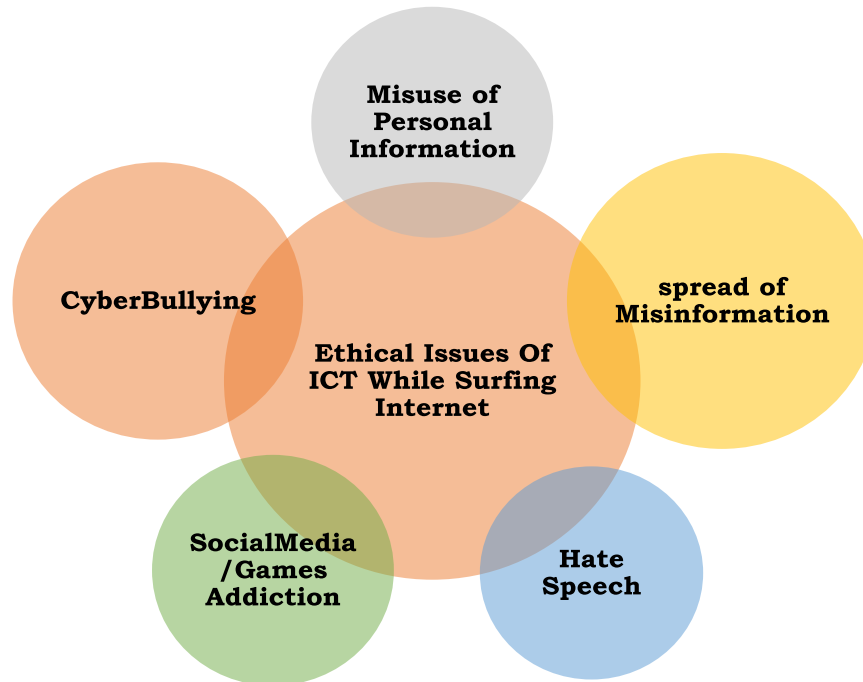 Misuse of
Personal
Information
CyberBullying
spread of
Misinformation
Ethical Issues Of
ICT While Surfing
Internet
SocialMedia
/Games
Addiction
Hate
Speech